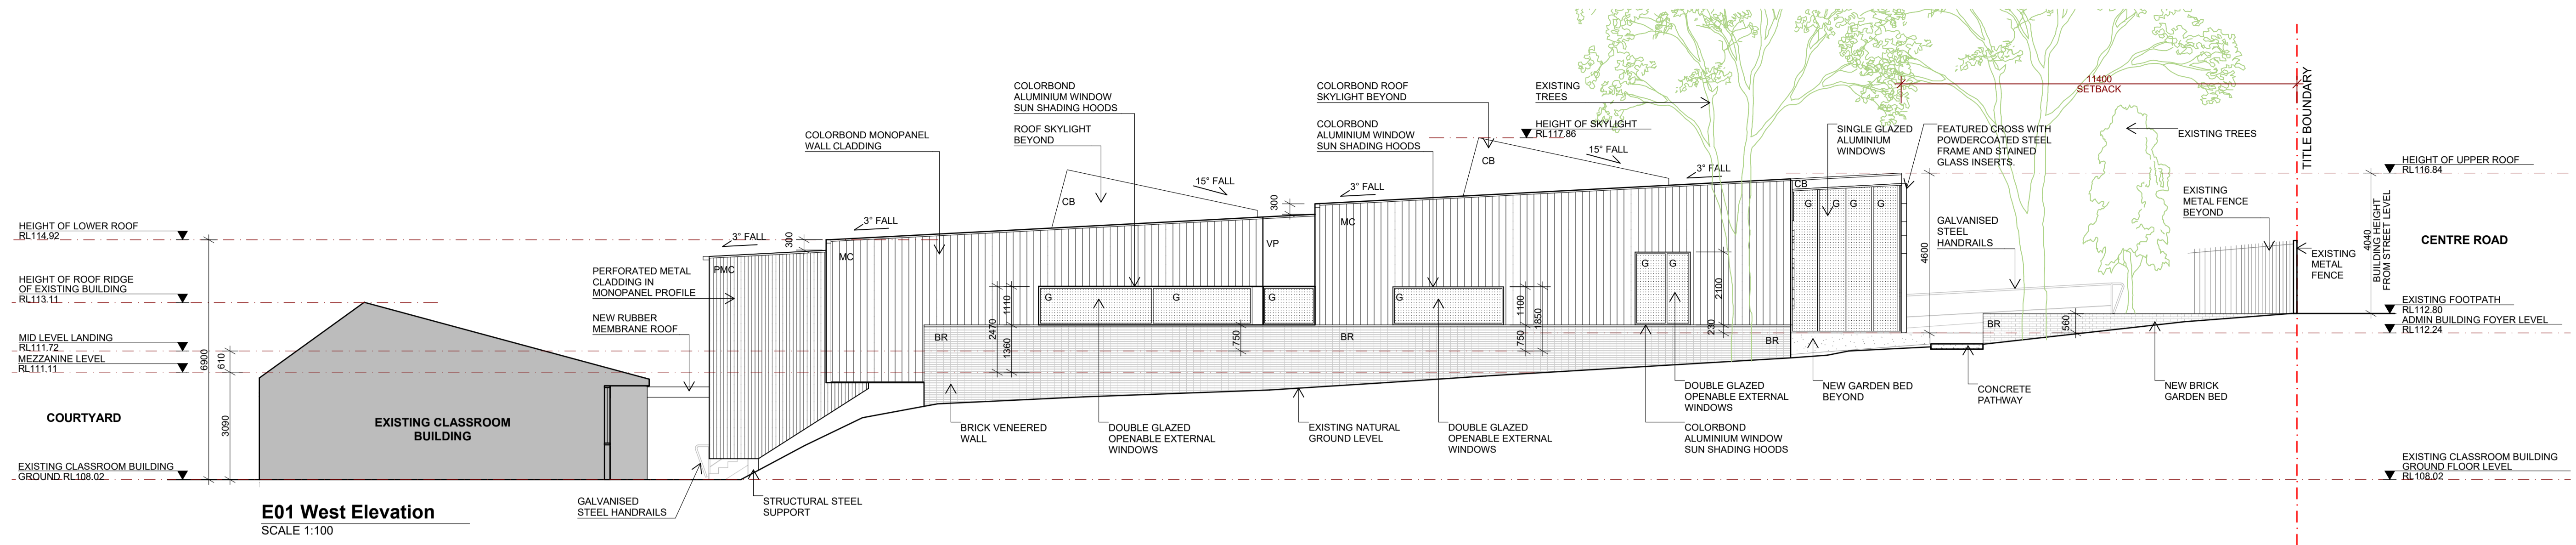 HEIGHT OF LOWER ROOF
RL114.92
HEIGHT OF ROOF RIDGE
OF EXISTING BUILDING
RL113.11
MID LEVEL LANDING
RL111.72
MEZZANINE LEVEL
RL111.11
COURTYARD
EXISTING CLASSROOM BUILDING
GROUND RL108.02
6900
610
3090
EXISTING CLASSROOM
BUILDING
E01 West Elevation
SCALE 1:100
PERFORATED METAL
CLADDING IN
MONOPANEL PROFILE
NEW RUBBER
MEMBRANE ROOF
GALVANISED
STEEL HANDRAILS
STRUCTURAL STEEL
SUPPORT
3° FALL
300
PMC
MC
COLORBOND MONOPANEL
WALL CLADDING
3° FALL
COLORBOND
ALUMINIUM WINDOW
SUN SHADING HOODS
ROOF SKYLIGHT
BEYOND
CB
15° FALL
VP
300
G
G
G
2470
1110
1360
750
BR
BRICK VENEERED
WALL
DOUBLE GLAZED
OPENABLE EXTERNAL
WINDOWS
EXISTING NATURAL
GROUND LEVEL
COLORBOND ROOF
SKYLIGHT BEYOND
COLORBOND
ALUMINIUM WINDOW
SUN SHADING HOODS
3° FALL
MC
CB
HEIGHT OF SKYLIGHT
RL117.86
15° FALL
3° FALL
EXISTING
TREES
G
1100
750
1850
BR
G
G
2100
230
BR
DOUBLE GLAZED
OPENABLE EXTERNAL
WINDOWS
DOUBLE GLAZED
OPENABLE EXTERNAL
WINDOWS
COLORBOND
ALUMINIUM WINDOW
SUN SHADING HOODS
SINGLE GLAZED
ALUMINIUM
WINDOWS
CB
G
G
G
G
FEATURED CROSS WITH
POWDERCOATED STEEL
FRAME AND STAINED
GLASS INSERTS.
4600
GALVANISED
STEEL
HANDRAILS
11400
SETBACK
NEW GARDEN BED
BEYOND
CONCRETE
PATHWAY
BR
560
NEW BRICK
GARDEN BED
EXISTING TREES
EXISTING
METAL FENCE
BEYOND
EXISTING
METAL
FENCE
TITLE BOUNDARY
4040
BUILDING HEIGHT
FROM STREET LEVEL
HEIGHT OF UPPER ROOF
RL116.84
CENTRE ROAD
EXISTING FOOTPATH
RL112.80
ADMIN BUILDING FOYER LEVEL
RL112.24
EXISTING CLASSROOM BUILDING
GROUND FLOOR LEVEL
RL108.02